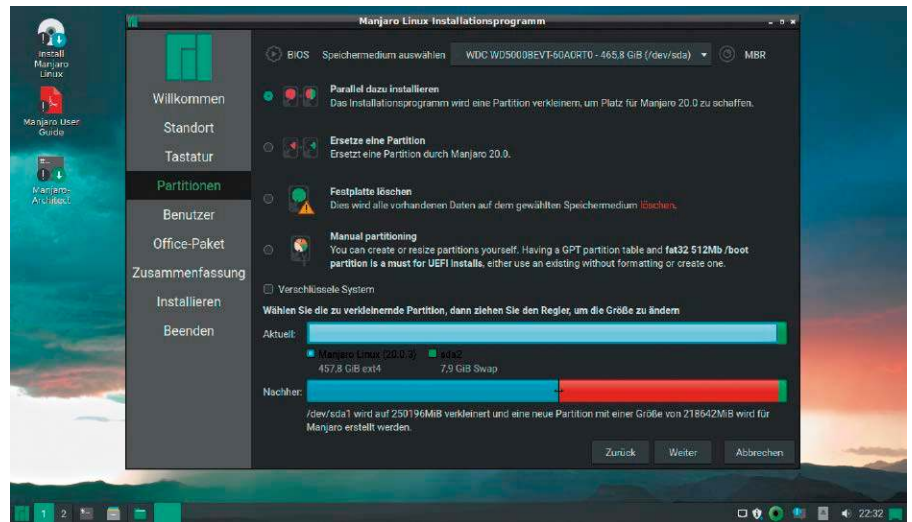 Install
Manjaro
Linux
Manjaro User
Guide
Manjaro-
Architect
Manjaro Linux Installationsprogramm
Willkommen
Standort
Tastatur
Partitionen
Benutzer
Office-Paket
Zusammenfassung
Installieren
Beenden
BIOS Speichermedium auswählen WDC WD5000BEVT-60A0RT0 - 465,8 GiB (/dev/sda) MBR
Parallel dazu installieren
Das Installationsprogramm wird eine Partition verkleinern, um Platz für Manjaro 20.0 zu schaffen.
Ersetze eine Partition
Ersetzt eine Partition durch Manjaro 20.0.
Festplatte löschen
Dies wird alle vorhandenen Daten auf dem gewählten Speichermedium löschen.
Manual partitioning
You can create or resize partitions yourself. Having a GPT partition table and fat32 512Mb /boot
partition is a must for UEFI installs, either use an existing without formatting or create one.
Verschlüssele System
Wählen Sie die zu verkleinernde Partition, dann ziehen Sie den Regler, um die Größe zu ändern
Aktuell:
Manjaro Linux (20.0.3) sda2
457,8 GiB ext4 7,9 GiB Swap
Nachher:
/dev/sda1 wird auf 250196MiB verkleinert und eine neue Partition mit einer Größe von 218642MiB wird für
Manjaro erstellt werden.
Zurück Weiter Abbrechen
1 2 22:32